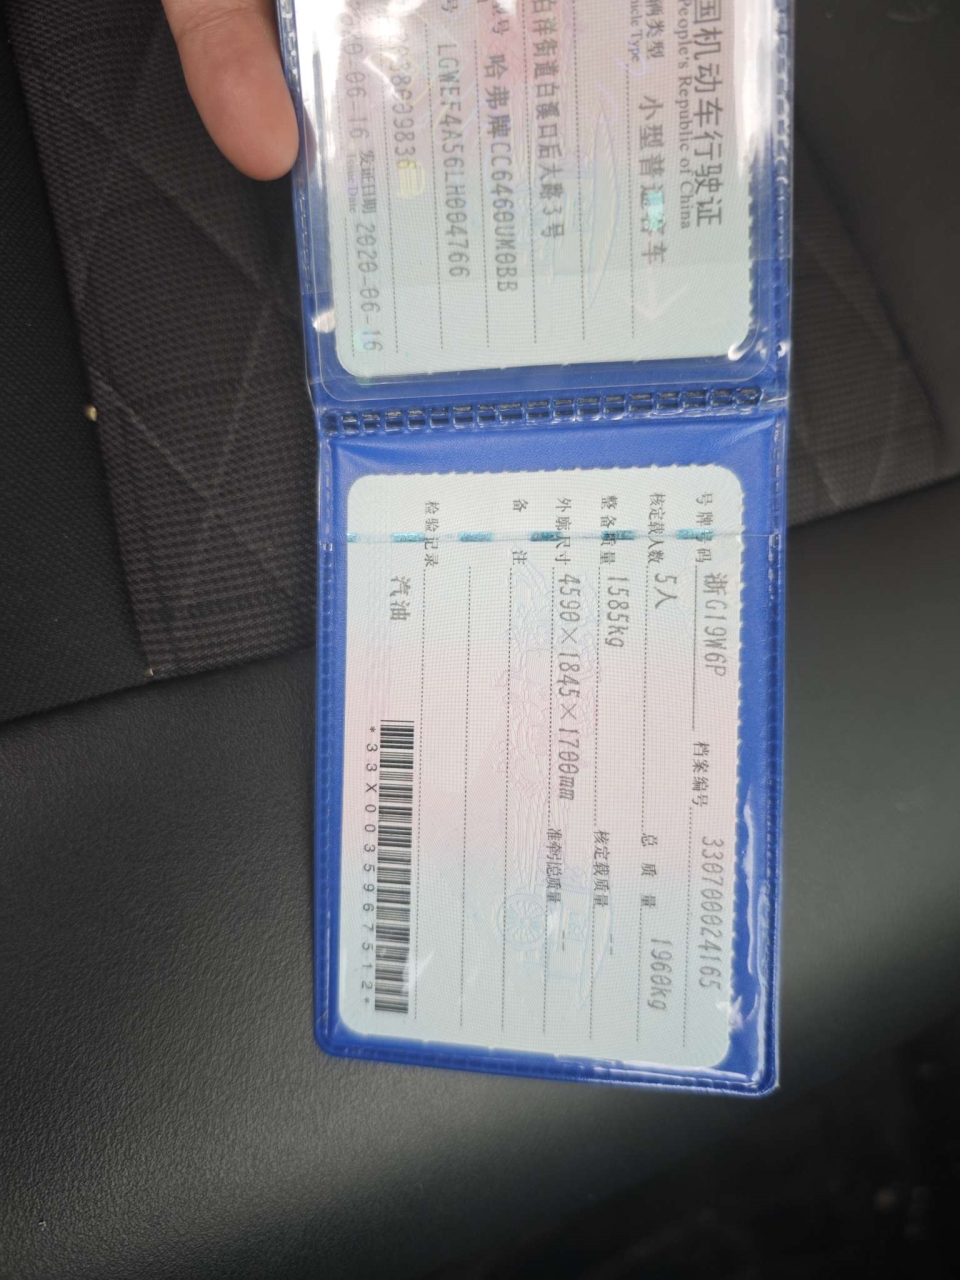 国机动车行驶证
People's Republic of China
辆类型 小型普通客车
icle Type
白洋街道白溪口后大路3号
号 哈弗牌CC6460UM0BB
号 LGWEF4A56LH004766
38009836
06-16 发证日期 2020-06-16
Issue Date
号牌号码 浙G19W6P 档案编号 330700024165
核定载人数 5人 总质量 1960kg
整备质量 1585kg 核定载质量 --
外廓尺寸 4590×1845×1700mm 准牵引总质量 --
备注
检验记录
汽油
*33X0035967512*